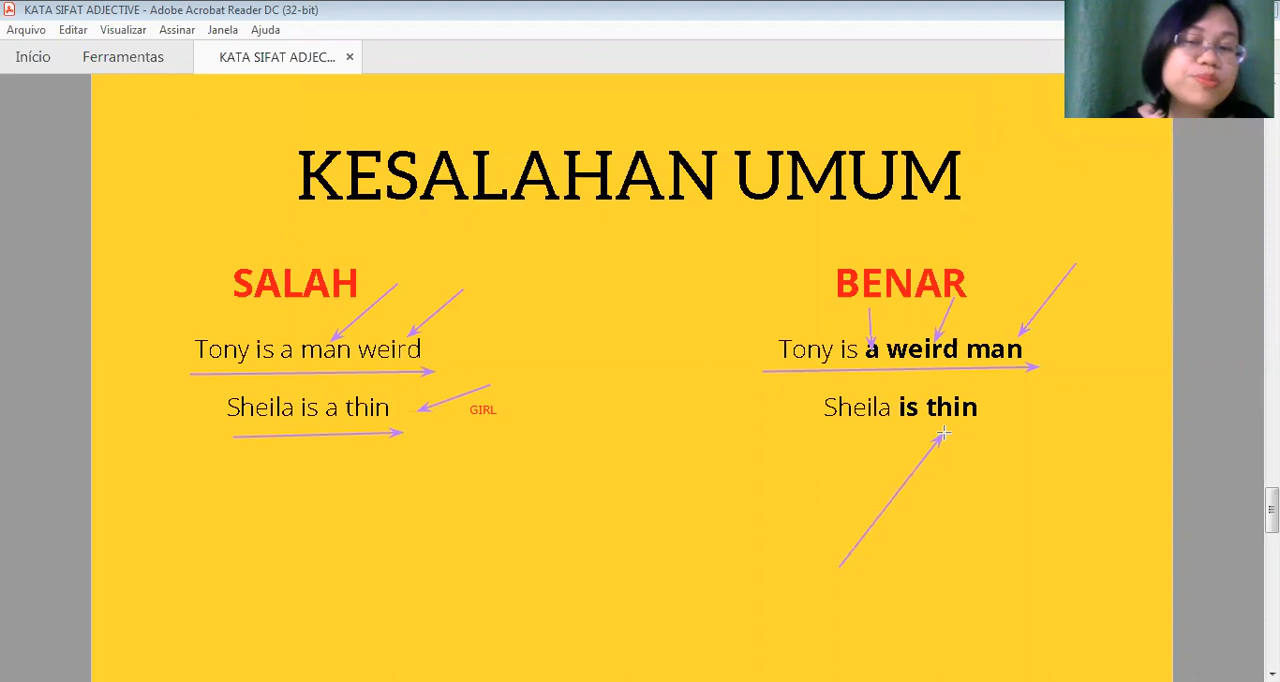 KATA SIFAT ADJECTIVE - Adobe Acrobat Reader DC (32-bit)
Arquivo Editar Visualizar Assinar Janela Ajuda
Início Ferramentas KATA SIFAT ADJEC... ×
KESALAHAN UMUM
SALAH
Tony is a man weird
Sheila is a thin GIRL
BENAR
Tony is a weird man
Sheila is thin